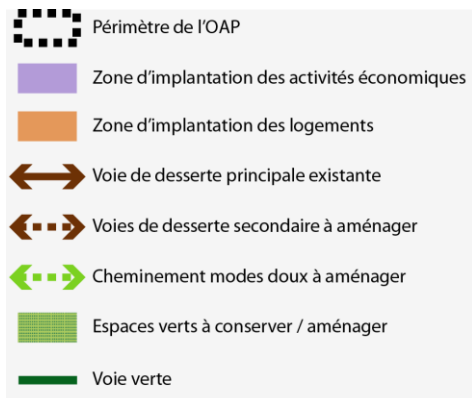 Périmètre de l’OAP
Zone d’implantation des activités économiques
Zone d’implantation des logements
Voie de desserte principale existante
Voies de desserte secondaire à aménager
Cheminement modes doux à aménager
Espaces verts à conserver / aménager
Voie verte